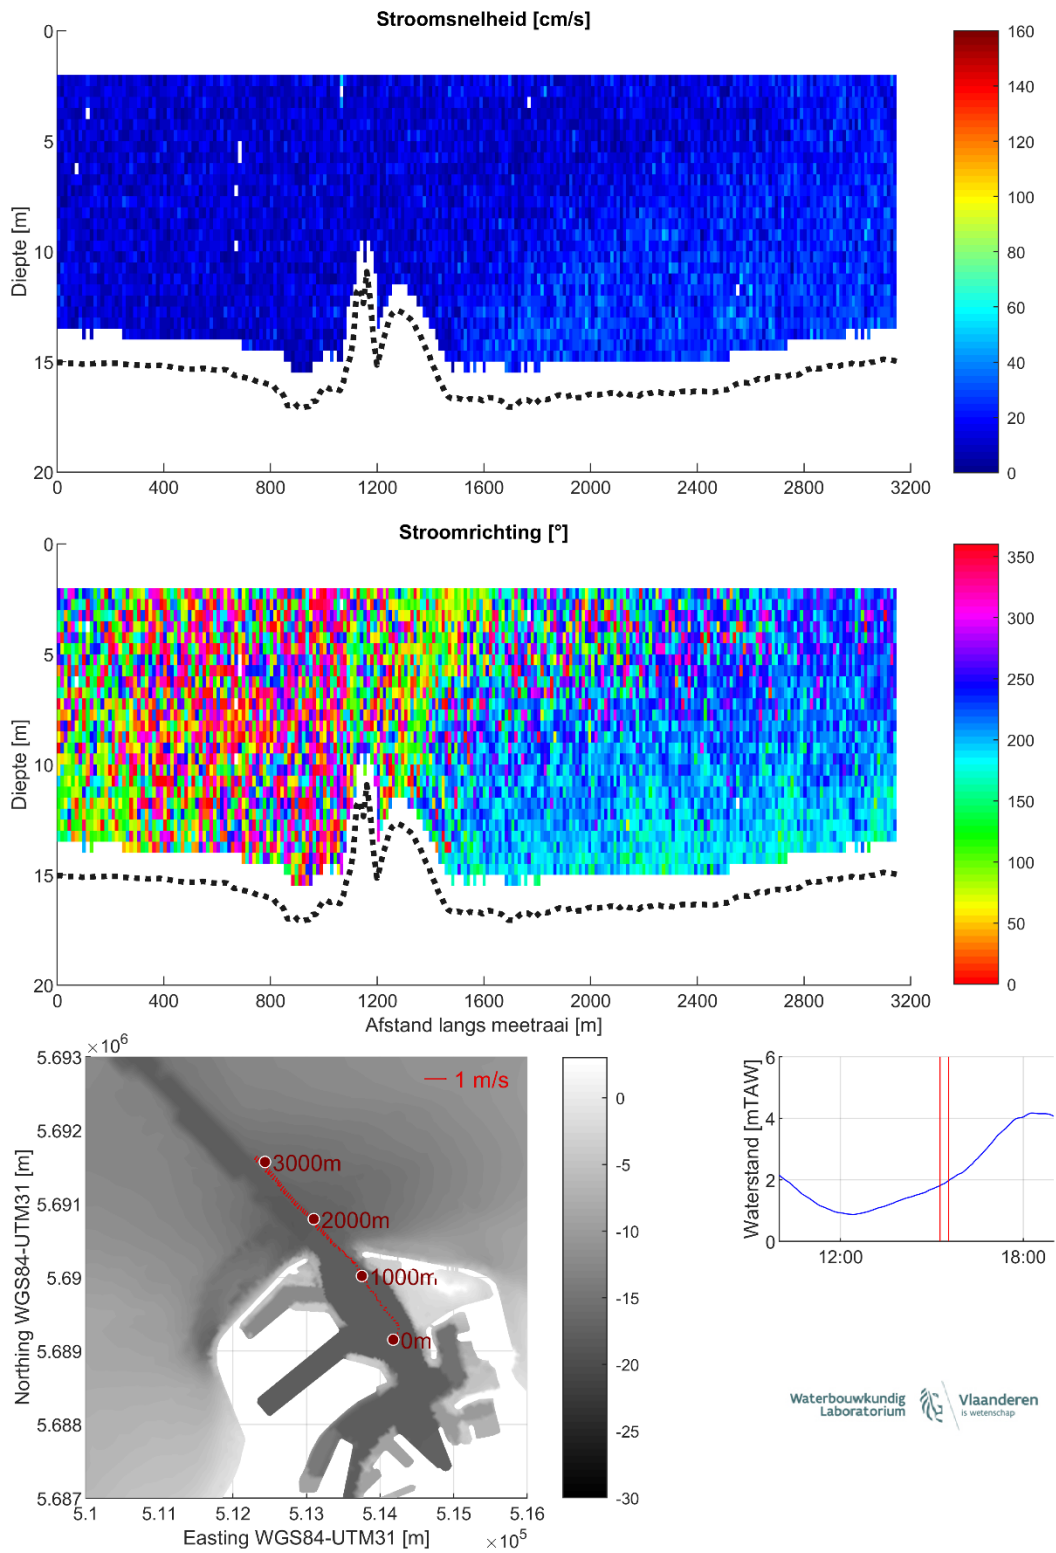 Stroomsnelheid [cm/s]
0
5
10
15
20
Diepte [m]
0 400 800 1200 1600 2000 2400 2800 3200
160
140
120
100
80
60
40
20
0
Stroomrichting [°]
0
5
10
15
20
Diepte [m]
0 400 800 1200 1600 2000 2400 2800 3200
Afstand langs meetraai [m]
350
300
250
200
150
100
50
0
×10⁶
5.693
5.692
5.691
5.69
5.689
5.688
5.687
Northing WGS84-UTM31 [m]
1 m/s
3000m
2000m
1000m
0m
5.1 5.11 5.12 5.13 5.14 5.15 5.16
Easting WGS84-UTM31 [m]
×10⁵
0
-5
-10
-15
-20
-25
-30
6
4
2
0
Waterstand [mTAW]
12:00 18:00
Waterbouwkundig
Laboratorium
Vlaanderen
is wetenschap